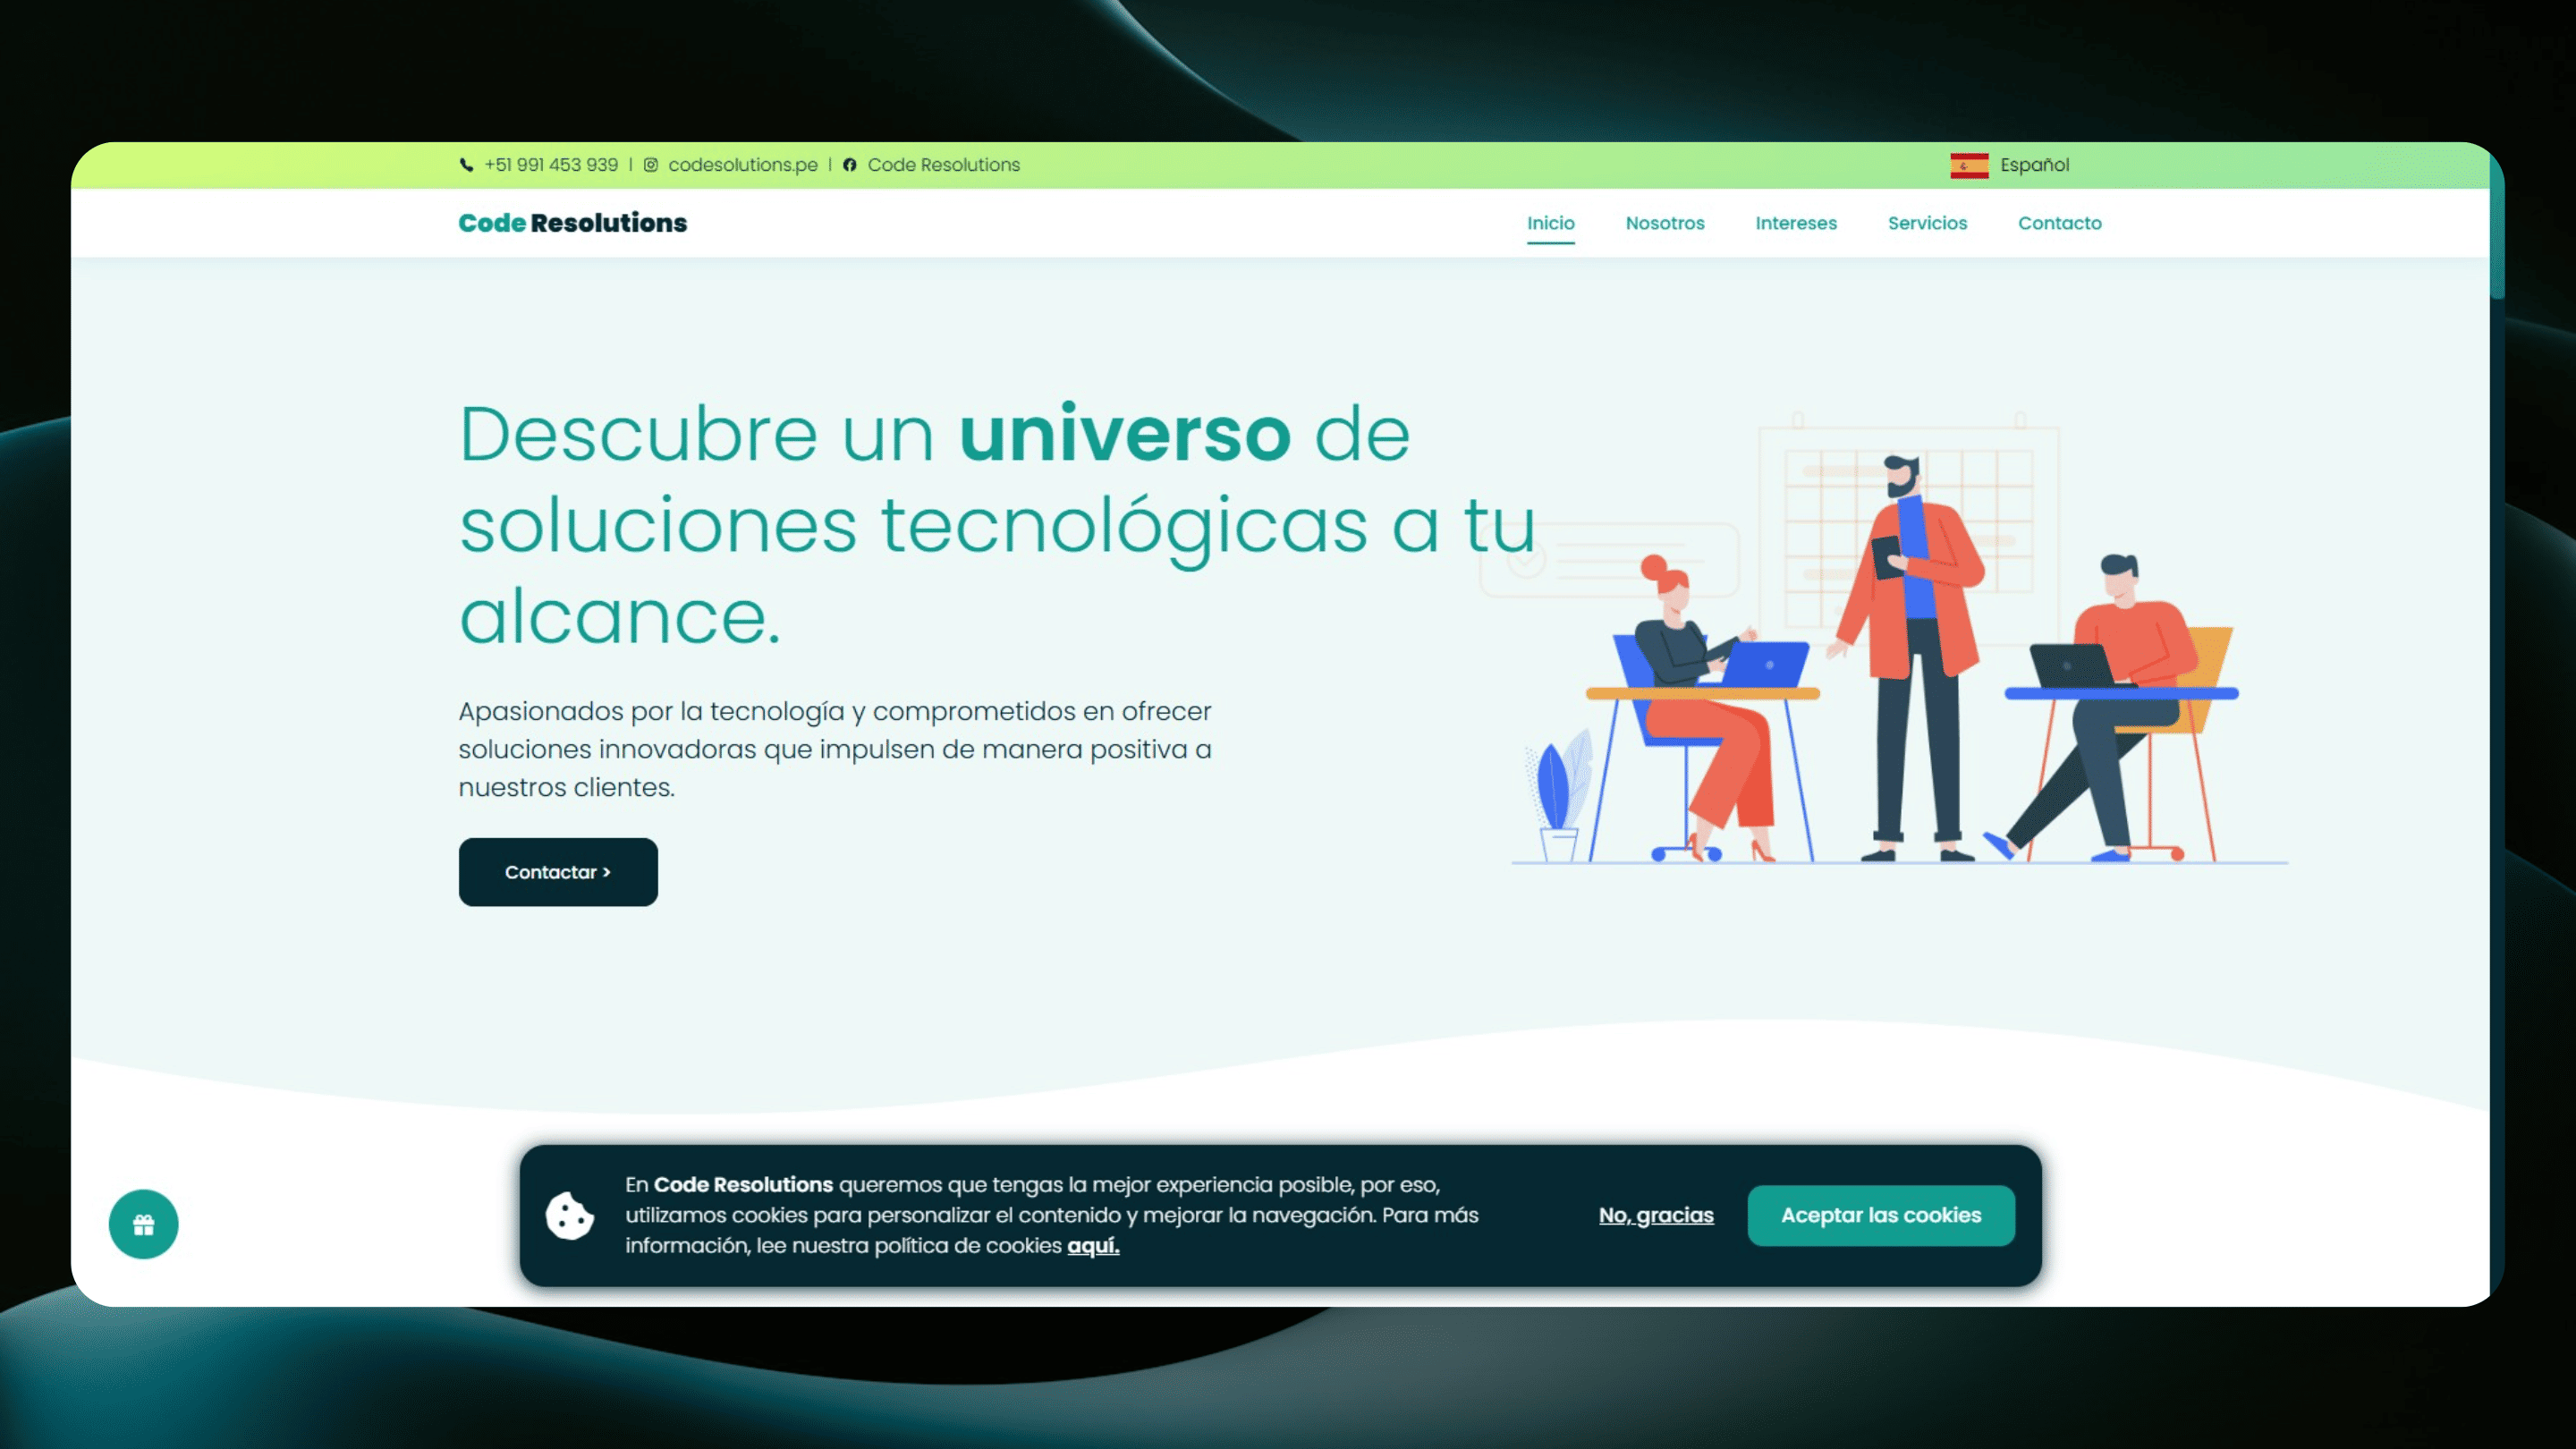 +51 991 453 939 | codesolutions.pe | Code Resolutions
Español
Code Resolutions
Inicio
Nosotros
Intereses
Servicios
Contacto
Descubre un universo de
soluciones tecnológicas a tu
alcance.
Apasionados por la tecnología y comprometidos en ofrecer
soluciones innovadoras que impulsen de manera positiva a
nuestros clientes.
Contactar >
En Code Resolutions queremos que tengas la mejor experiencia posible, por eso,
utilizamos cookies para personalizar el contenido y mejorar la navegación. Para más
información, lee nuestra política de cookies aquí.
No, gracias
Aceptar las cookies